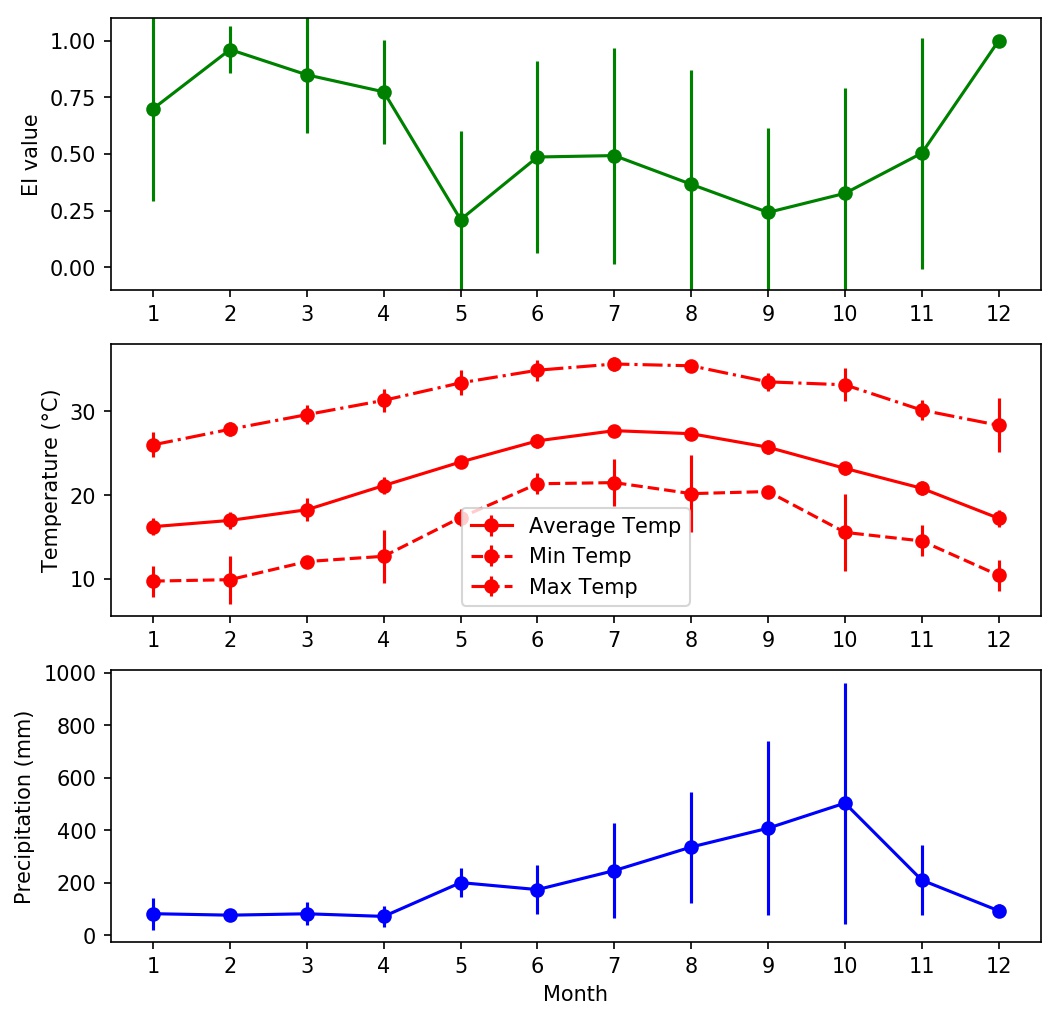 EI value
1.00
0.75
0.50
0.25
0.00
1 2 3 4 5 6 7 8 9 10 11 12
Temperature (°C)
30
20
10
Average Temp
Min Temp
Max Temp
1 2 3 4 5 6 7 8 9 10 11 12
Precipitation (mm)
1000
800
600
400
200
0
1 2 3 4 5 6 7 8 9 10 11 12
Month